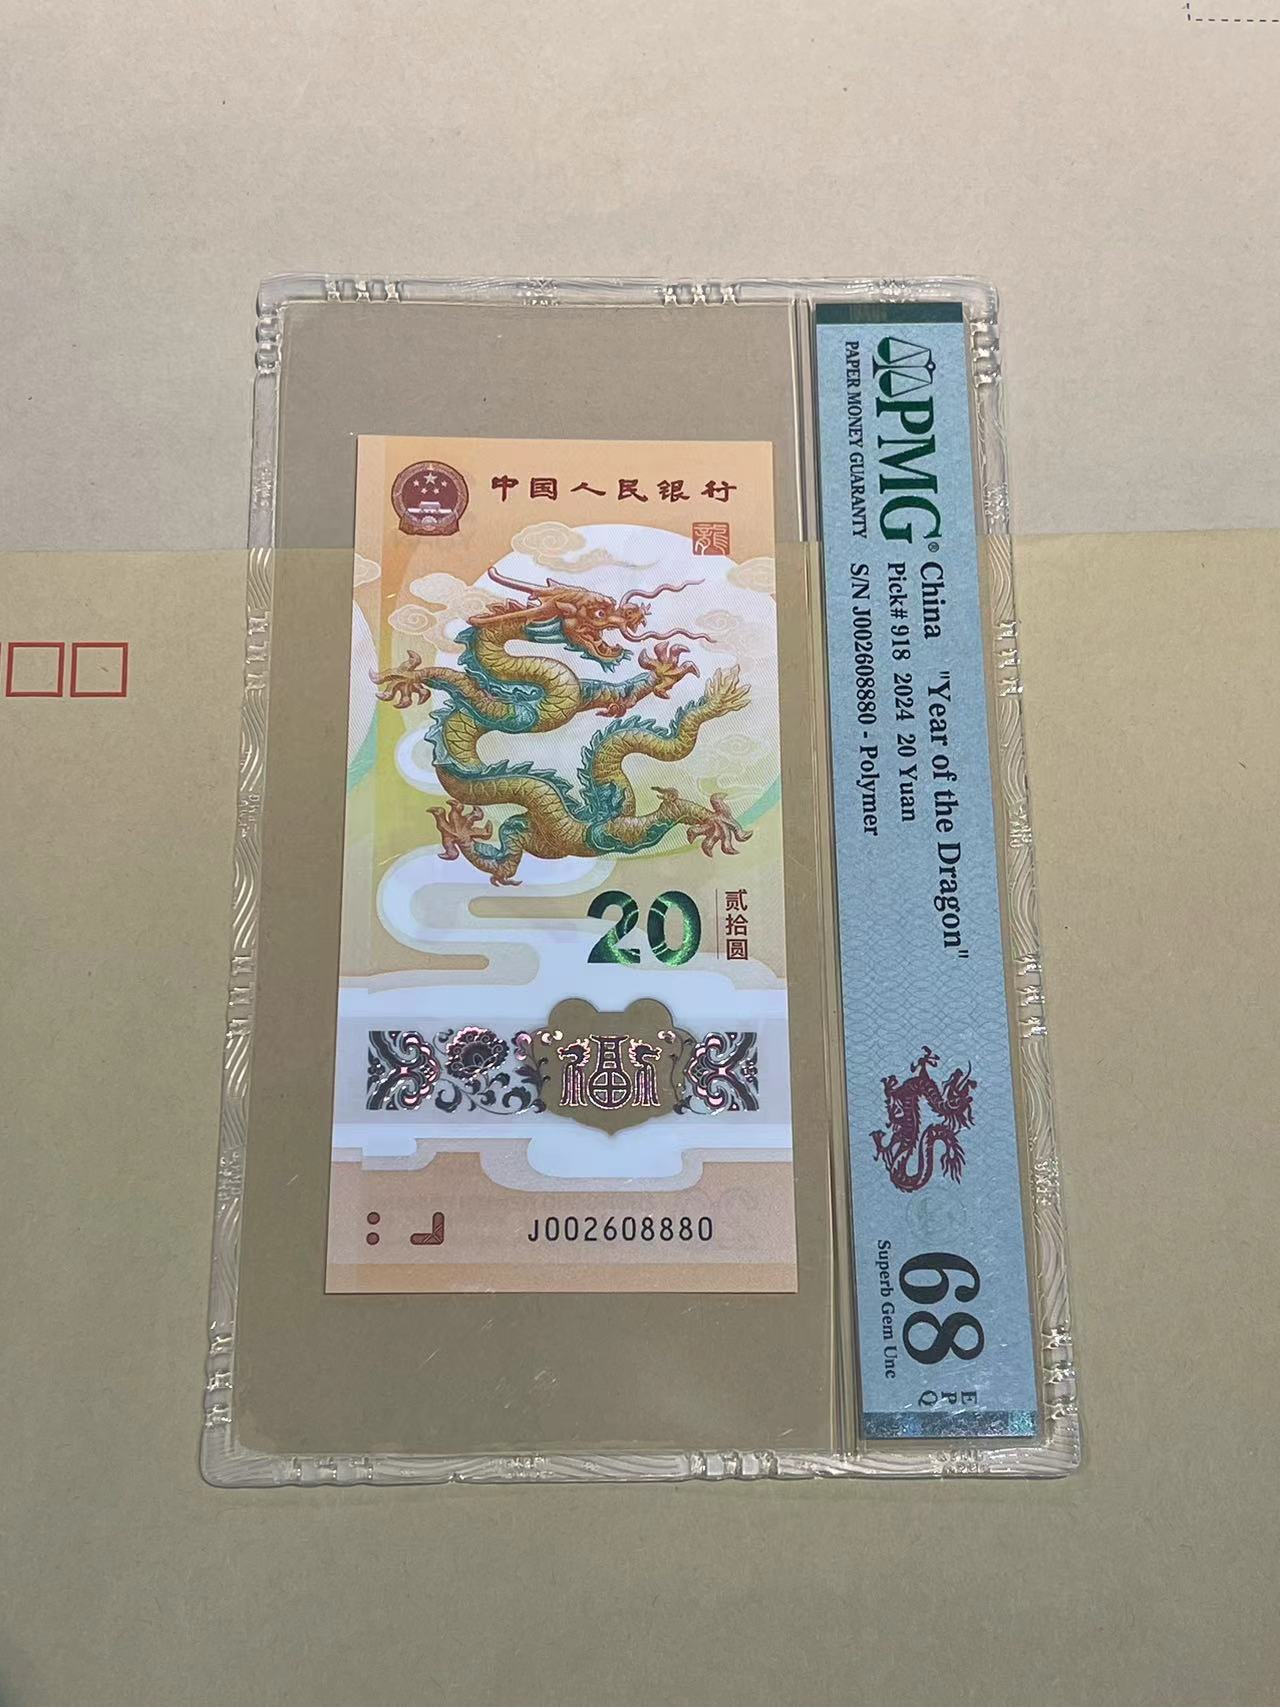 中国人民银行
龍
20
贰拾圆
福
J002608880
PMG®
PAPER MONEY GUARANTY
China "Year of the Dragon"
Pick# 918 2024 20 Yuan
S/N J002608880 - Polymer
68
Superb Gem Unc
E
P
Q